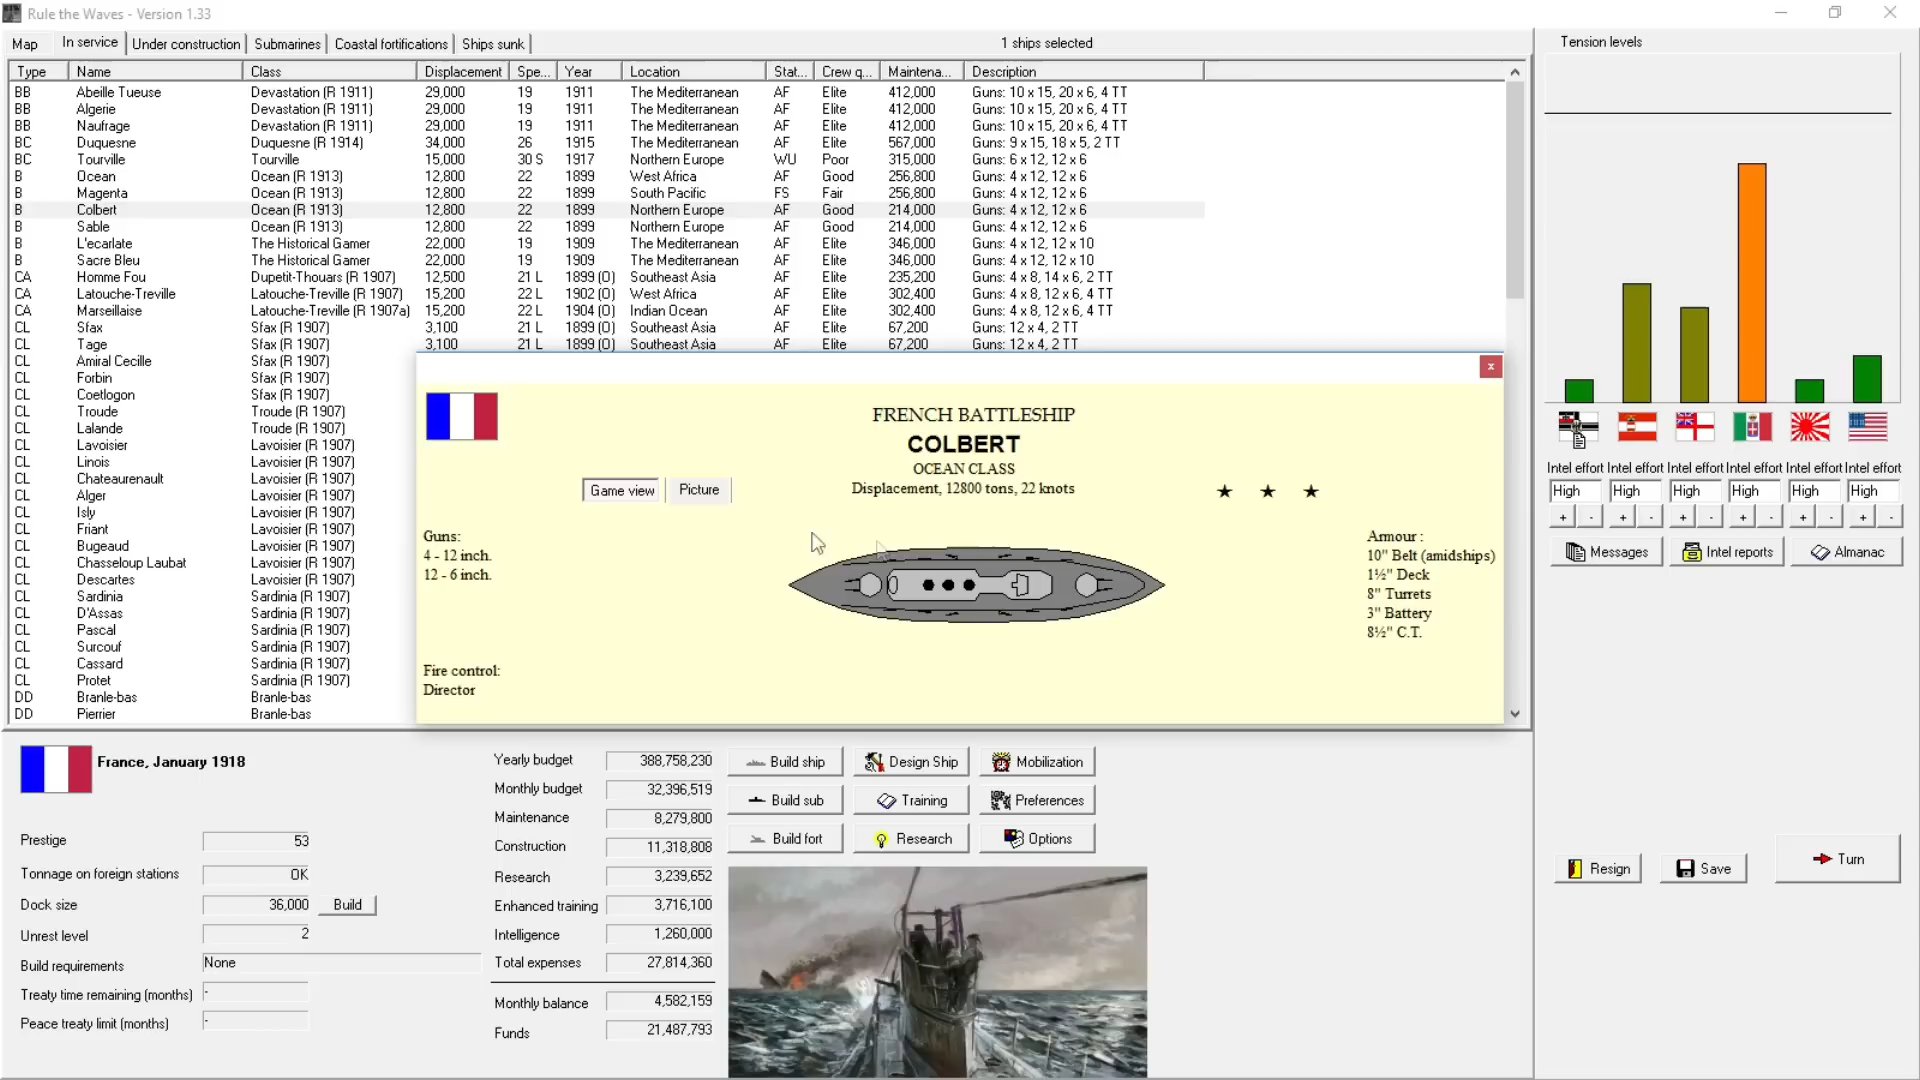 Rule the Waves - Version 1.33
Map In service Under construction Submarines Coastal fortifications Ships sunk 1 ships selected
Type Name Class Displacement Spe... Year Location Stat... Crew q... Maintena... Description
BB Abeille Tueuse Devastation (R 1911) 29,000 19 1911 The Mediterranean AF Elite 412,000 Guns: 10 x 15, 20 x 6, 4 TT
BB Algerie Devastation (R 1911) 29,000 19 1911 The Mediterranean AF Elite 412,000 Guns: 10 x 15, 20 x 6, 4 TT
BB Naufrage Devastation (R 1911) 29,000 19 1911 The Mediterranean AF Elite 412,000 Guns: 10 x 15, 20 x 6, 4 TT
BC Duquesne Duquesne (R 1914) 34,000 26 1915 The Mediterranean AF Elite 567,000 Guns: 9 x 15, 18 x 5, 2 TT
BC Tourville Tourville 15,000 30 S 1917 Northern Europe WU Poor 315,000 Guns: 6 x 12, 12 x 6
B Ocean Ocean (R 1913) 12,800 22 1899 West Africa AF Good 256,800 Guns: 4 x 12, 12 x 6
B Magenta Ocean (R 1913) 12,800 22 1899 South Pacific FS Fair 256,800 Guns: 4 x 12, 12 x 6
B Colbert Ocean (R 1913) 12,800 22 1899 Northern Europe AF Good 214,000 Guns: 4 x 12, 12 x 6
B Sable Ocean (R 1913) 12,800 22 1899 Northern Europe AF Good 214,000 Guns: 4 x 12, 12 x 6
B L'ecarlate The Historical Gamer 22,000 19 1909 The Mediterranean AF Elite 346,000 Guns: 4 x 12, 12 x 10
B Sacre Bleu The Historical Gamer 22,000 19 1909 The Mediterranean AF Elite 346,000 Guns: 4 x 12, 12 x 10
CA Homme Fou Dupetit-Thouars (R 1907) 12,500 21 L 1899 (O) Southeast Asia AF Elite 235,200 Guns: 4 x 8, 14 x 6, 2 TT
CA Latouche-Treville Latouche-Treville (R 1907) 15,200 22 L 1902 (O) West Africa AF Elite 302,400 Guns: 4 x 8, 12 x 6, 4 TT
CA Marseillaise Latouche-Treville (R 1907a) 15,200 22 L 1904 (O) Indian Ocean AF Elite 302,400 Guns: 4 x 8, 12 x 6, 4 TT
CL Sfax Sfax (R 1907) 3,100 21 L 1899 (O) Southeast Asia AF Elite 67,200 Guns: 12 x 4, 2 TT
CL Tage Sfax (R 1907) 3,100 21 L 1899 (O) Southeast Asia AF Elite 67,200 Guns: 12 x 4, 2 TT
CL Amiral Cecille Sfax (R 1907)
CL Forbin Sfax (R 1907)
CL Coetlogon Sfax (R 1907)
CL Troude Troude (R 1907)
CL Lalande Troude (R 1907)
CL Lavoisier Lavoisier (R 1907)
CL Linois Lavoisier (R 1907)
CL Chateaurenault Lavoisier (R 1907)
CL Alger Lavoisier (R 1907)
CL Isly Lavoisier (R 1907)
CL Friant Lavoisier (R 1907)
CL Bugeaud Lavoisier (R 1907)
CL Chasseloup Laubat Lavoisier (R 1907)
CL Descartes Lavoisier (R 1907)
CL Sardinia Sardinia (R 1907)
CL D'Assas Sardinia (R 1907)
CL Pascal Sardinia (R 1907)
CL Surcouf Sardinia (R 1907)
CL Cassard Sardinia (R 1907)
CL Protet Sardinia (R 1907)
DD Branle-bas Branle-bas
DD Pierrier Branle-bas
x
FRENCH BATTLESHIP
COLBERT
OCEAN CLASS
Displacement, 12800 tons, 22 knots
Game view Picture
Guns:
4 - 12 inch.
12 - 6 inch.
Fire control:
Director
Armour :
10" Belt (amidships)
1½" Deck
8" Turrets
3" Battery
8½" C.T.
Tension levels
Intel effort Intel effort Intel effort Intel effort Intel effort Intel effort
High High High High High High
+ - + - + - + - + - + -
Messages Intel reports Almanac
France, January 1918
Prestige 53
Tonnage on foreign stations OK
Dock size 36,000 Build
Unrest level 2
Build requirements None
Treaty time remaining (months) -
Peace treaty limit (months) -
Yearly budget 388,758,230
Monthly budget 32,396,519
Maintenance 8,279,800
Construction 11,318,808
Research 3,239,652
Enhanced training 3,716,100
Intelligence 1,260,000
Total expenses 27,814,360
Monthly balance 4,582,159
Funds 21,487,793
Build ship Design Ship Mobilization
Build sub Training Preferences
Build fort Research Options
Resign Save Turn